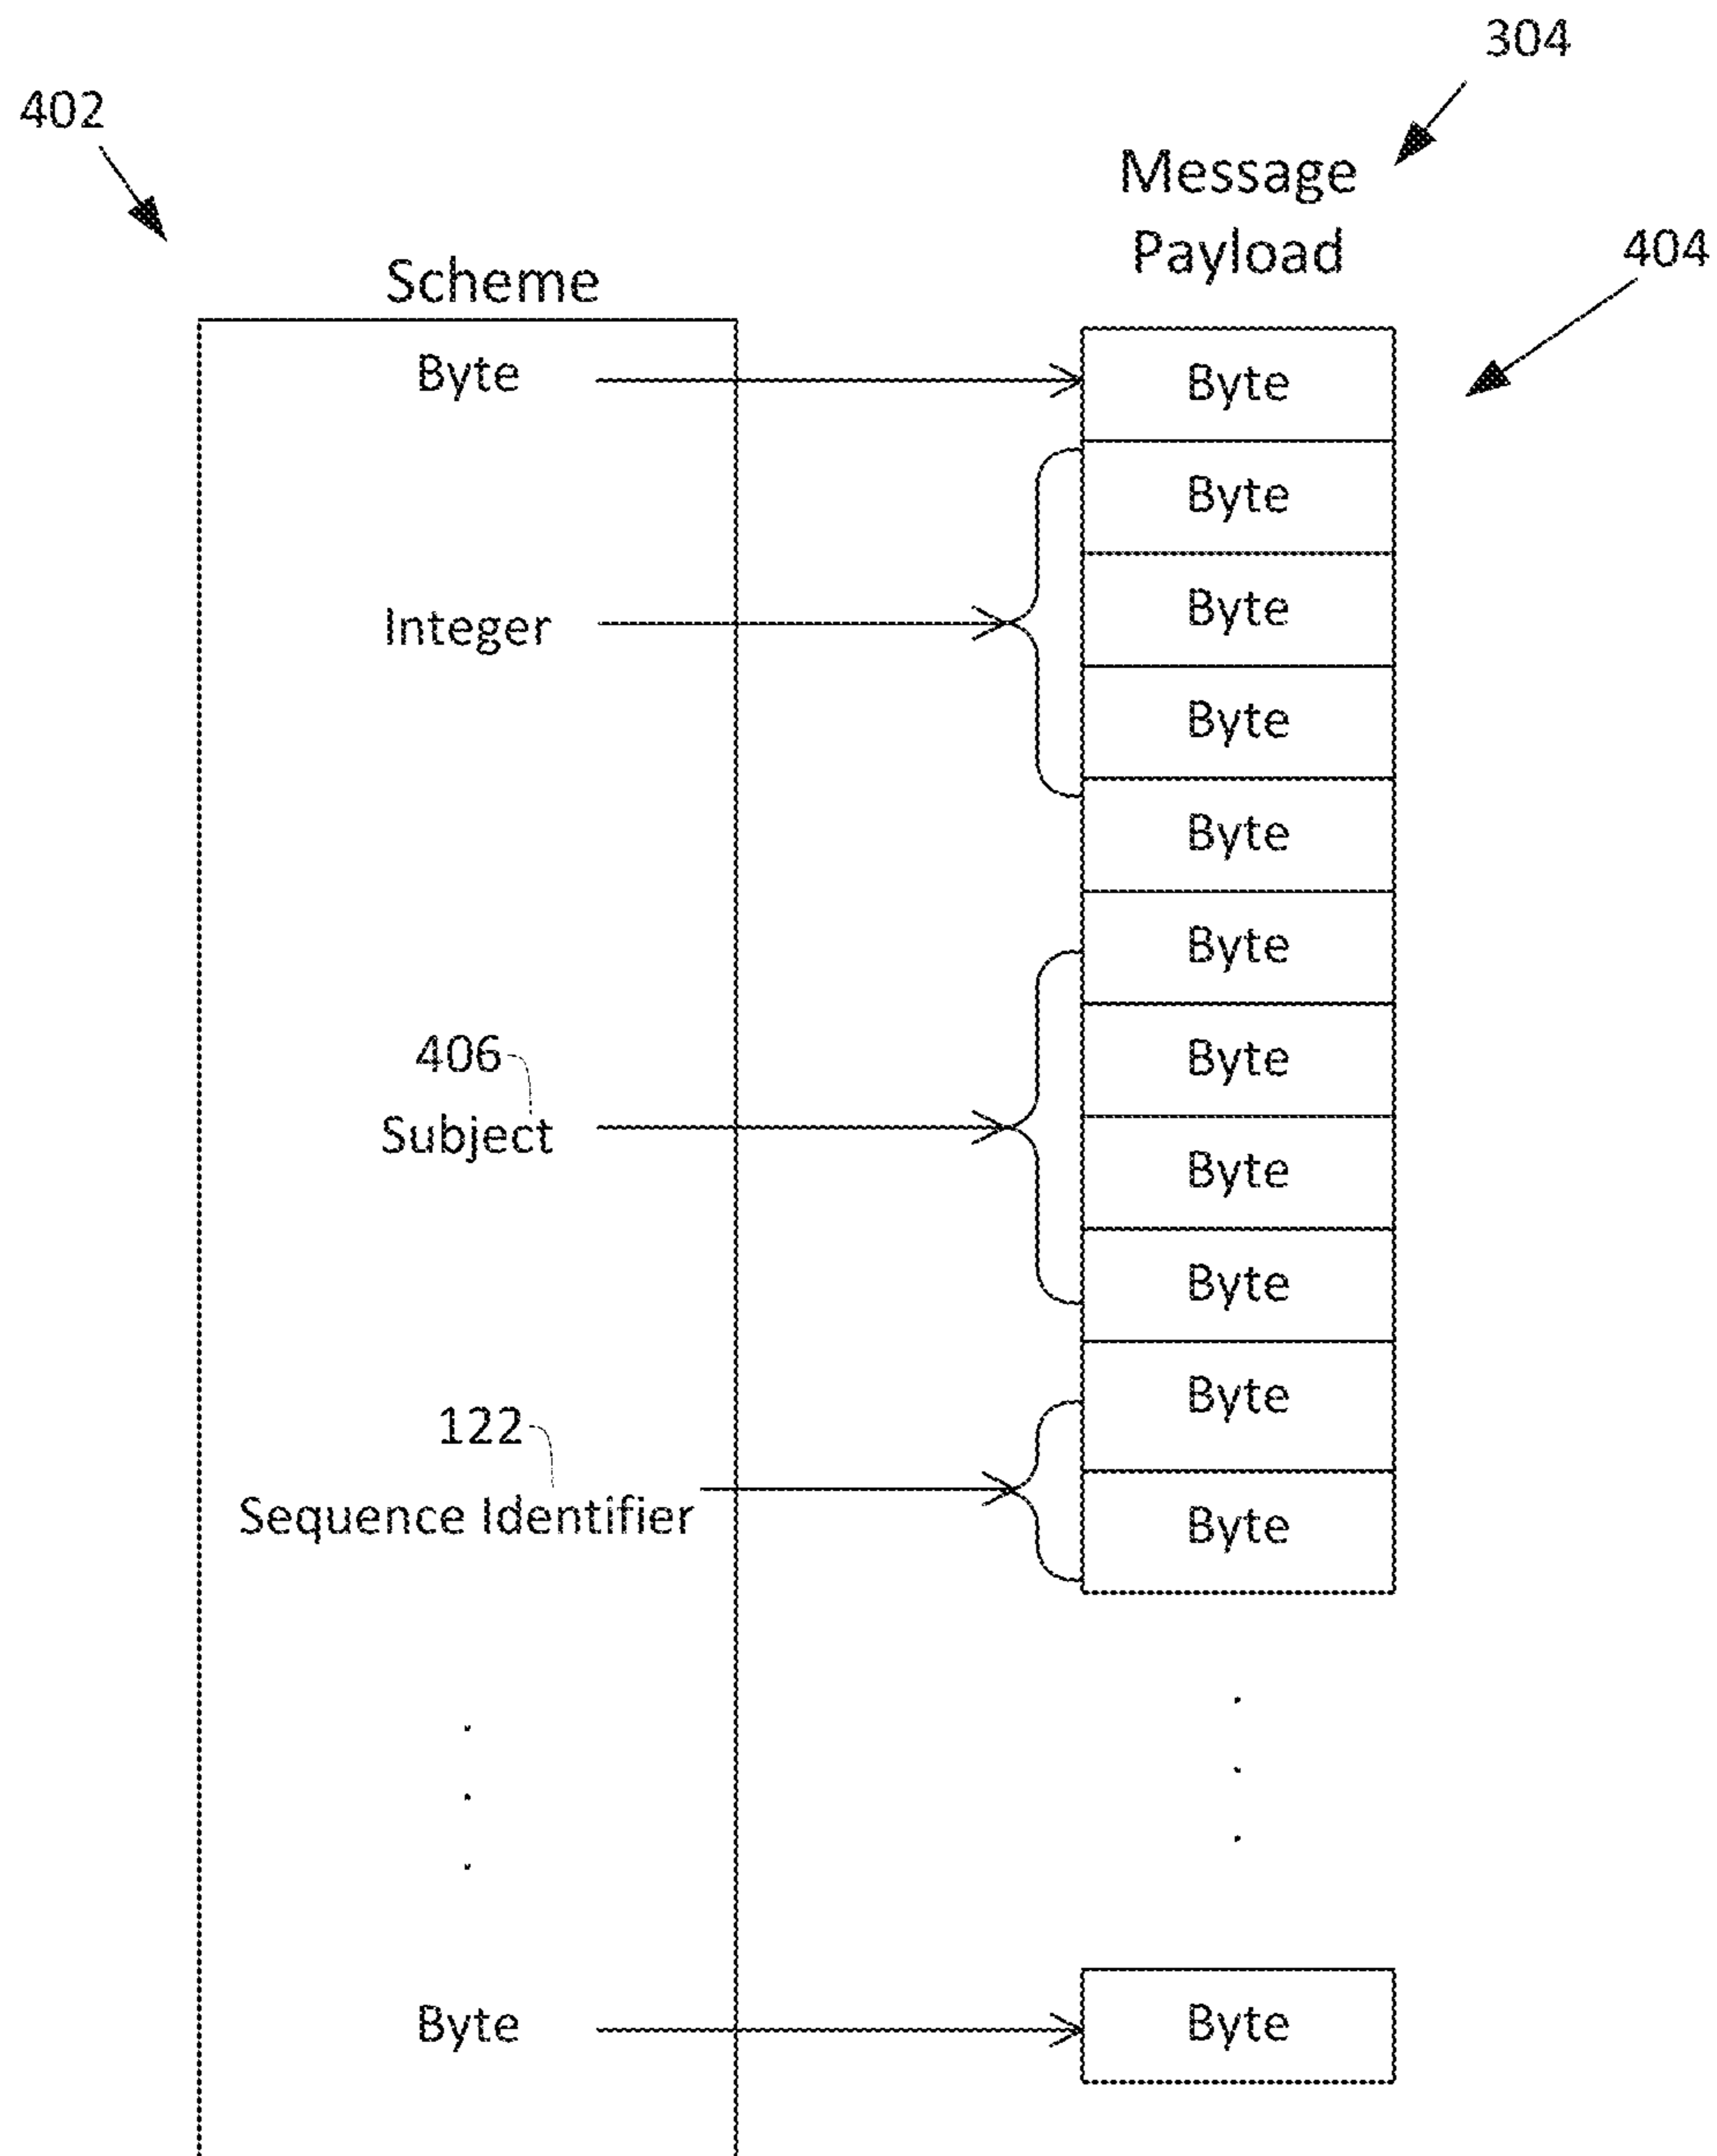 304
402
Message
Payload
404
Scheme
Byte
Byte
Byte
Integer
Byte
Byte
Byte
Byte
406
Byte
Subject
Byte
Byte
122
Byte
Sequence Identifier
Byte
.
.
.
.
.
.
Byte
Byte